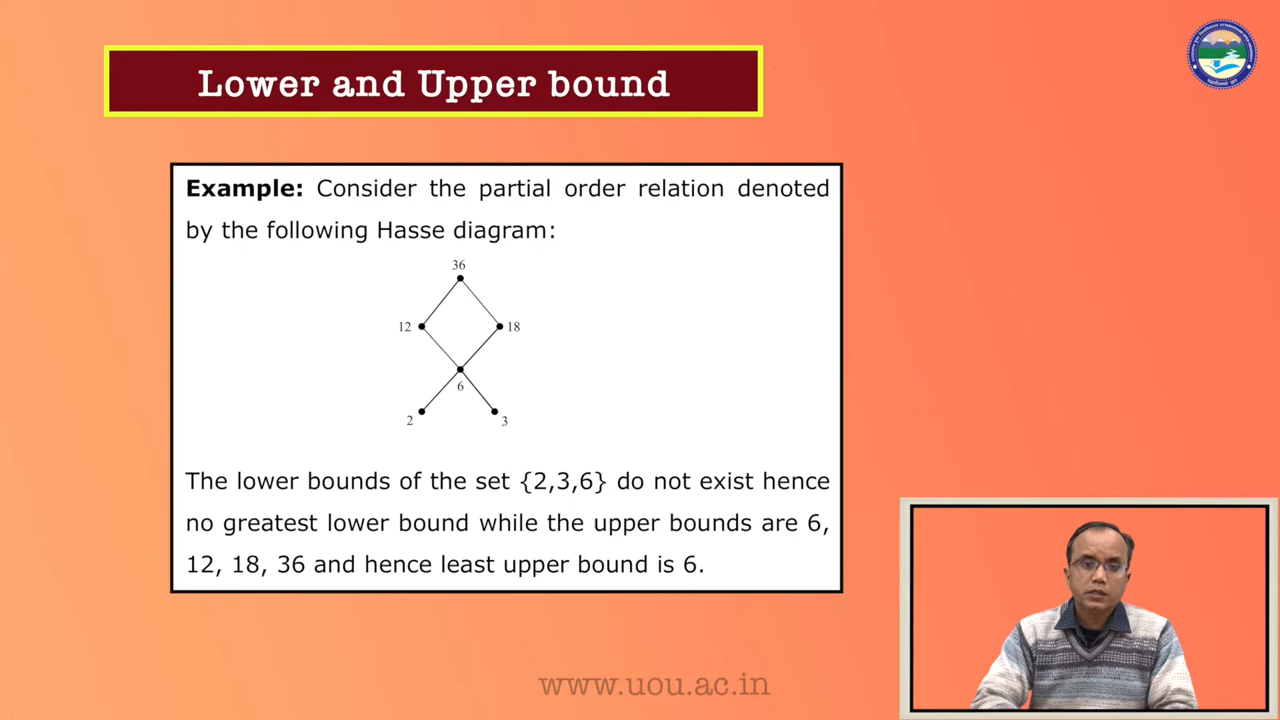 Lower and Upper bound
Example: Consider the partial order relation denoted
by the following Hasse diagram:
36
12
18
6
2
3
The lower bounds of the set {2,3,6} do not exist hence
no greatest lower bound while the upper bounds are 6,
12, 18, 36 and hence least upper bound is 6.
www.uou.ac.in